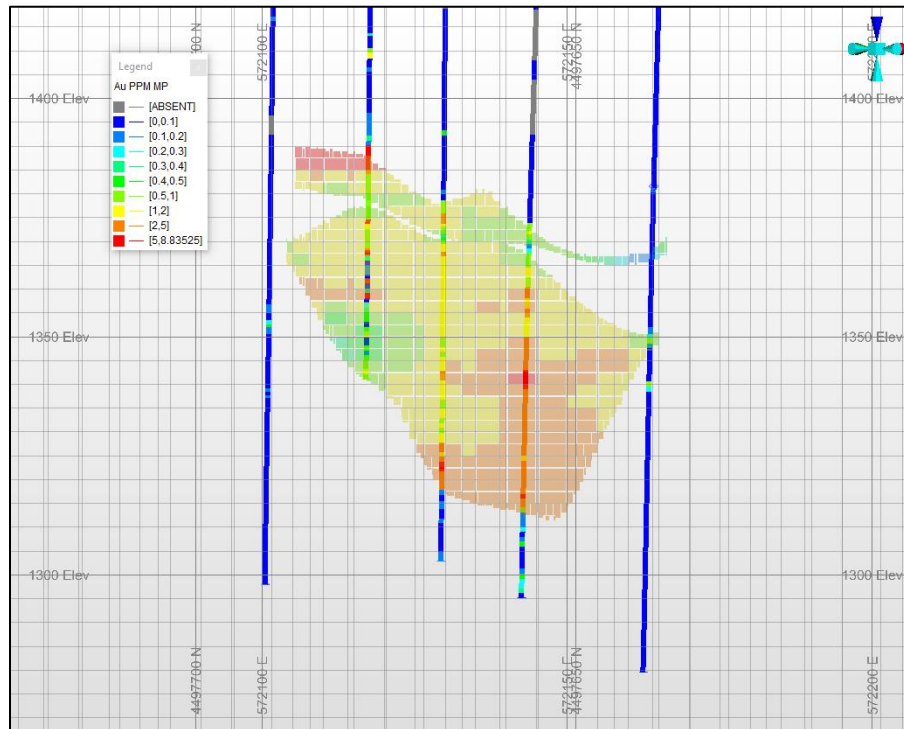 4497700 N
572100 E
572150 E
4497650 N
572200 E
Legend
Au PPM MP
[ABSENT]
[0,0.1]
[0.1,0.2]
[0.2,0.3]
[0.3,0.4]
[0.4,0.5]
[0.5,1]
[1,2]
[2,5]
[5,8.83525]
1400 Elev
1400 Elev
1350 Elev
1350 Elev
1300 Elev
1300 Elev
4497700 N
572100 E
572150 E
4497650 N
572200 E